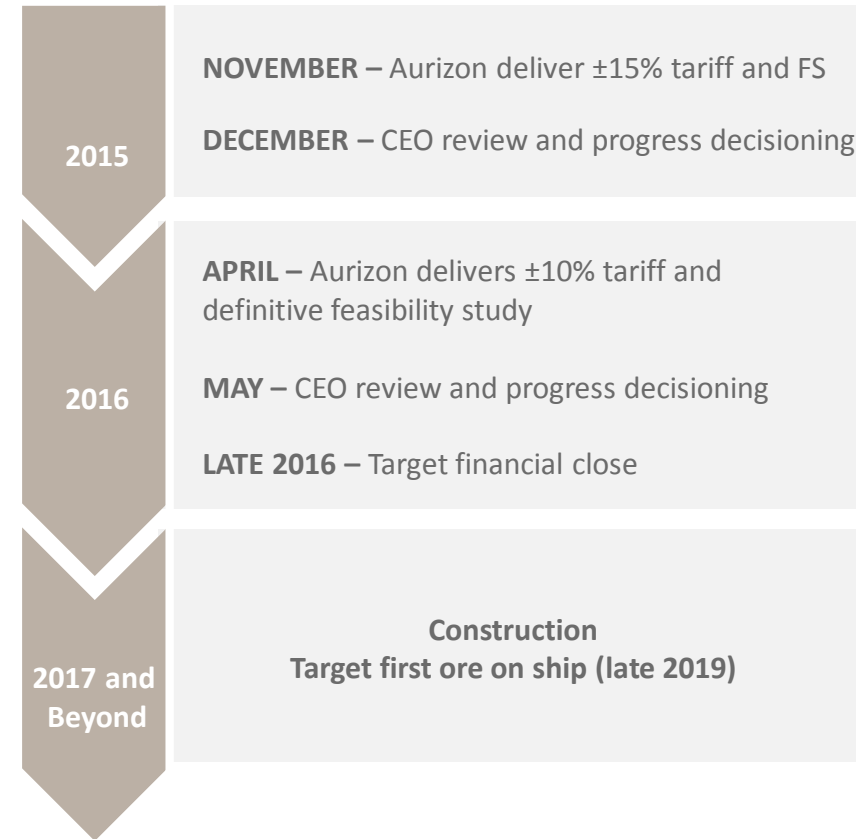 2015
NOVEMBER – Aurizon deliver ±15% tariff and FS
DECEMBER – CEO review and progress decisioning
2016
APRIL – Aurizon delivers ±10% tariff and
definitive feasibility study
MAY – CEO review and progress decisioning
LATE 2016 – Target financial close
2017 and
Beyond
Construction
Target first ore on ship (late 2019)